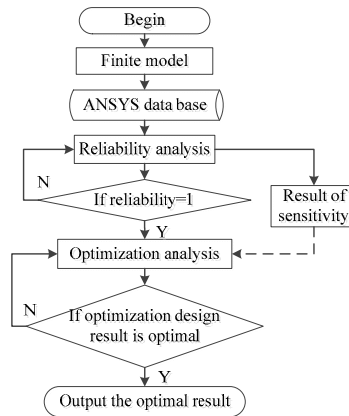 Begin
Finite model
ANSYS data base
Reliability analysis
N
If reliability=1
Result of
sensitivity
Y
Optimization analysis
N
If optimization design
result is optimal
Y
Output the optimal result